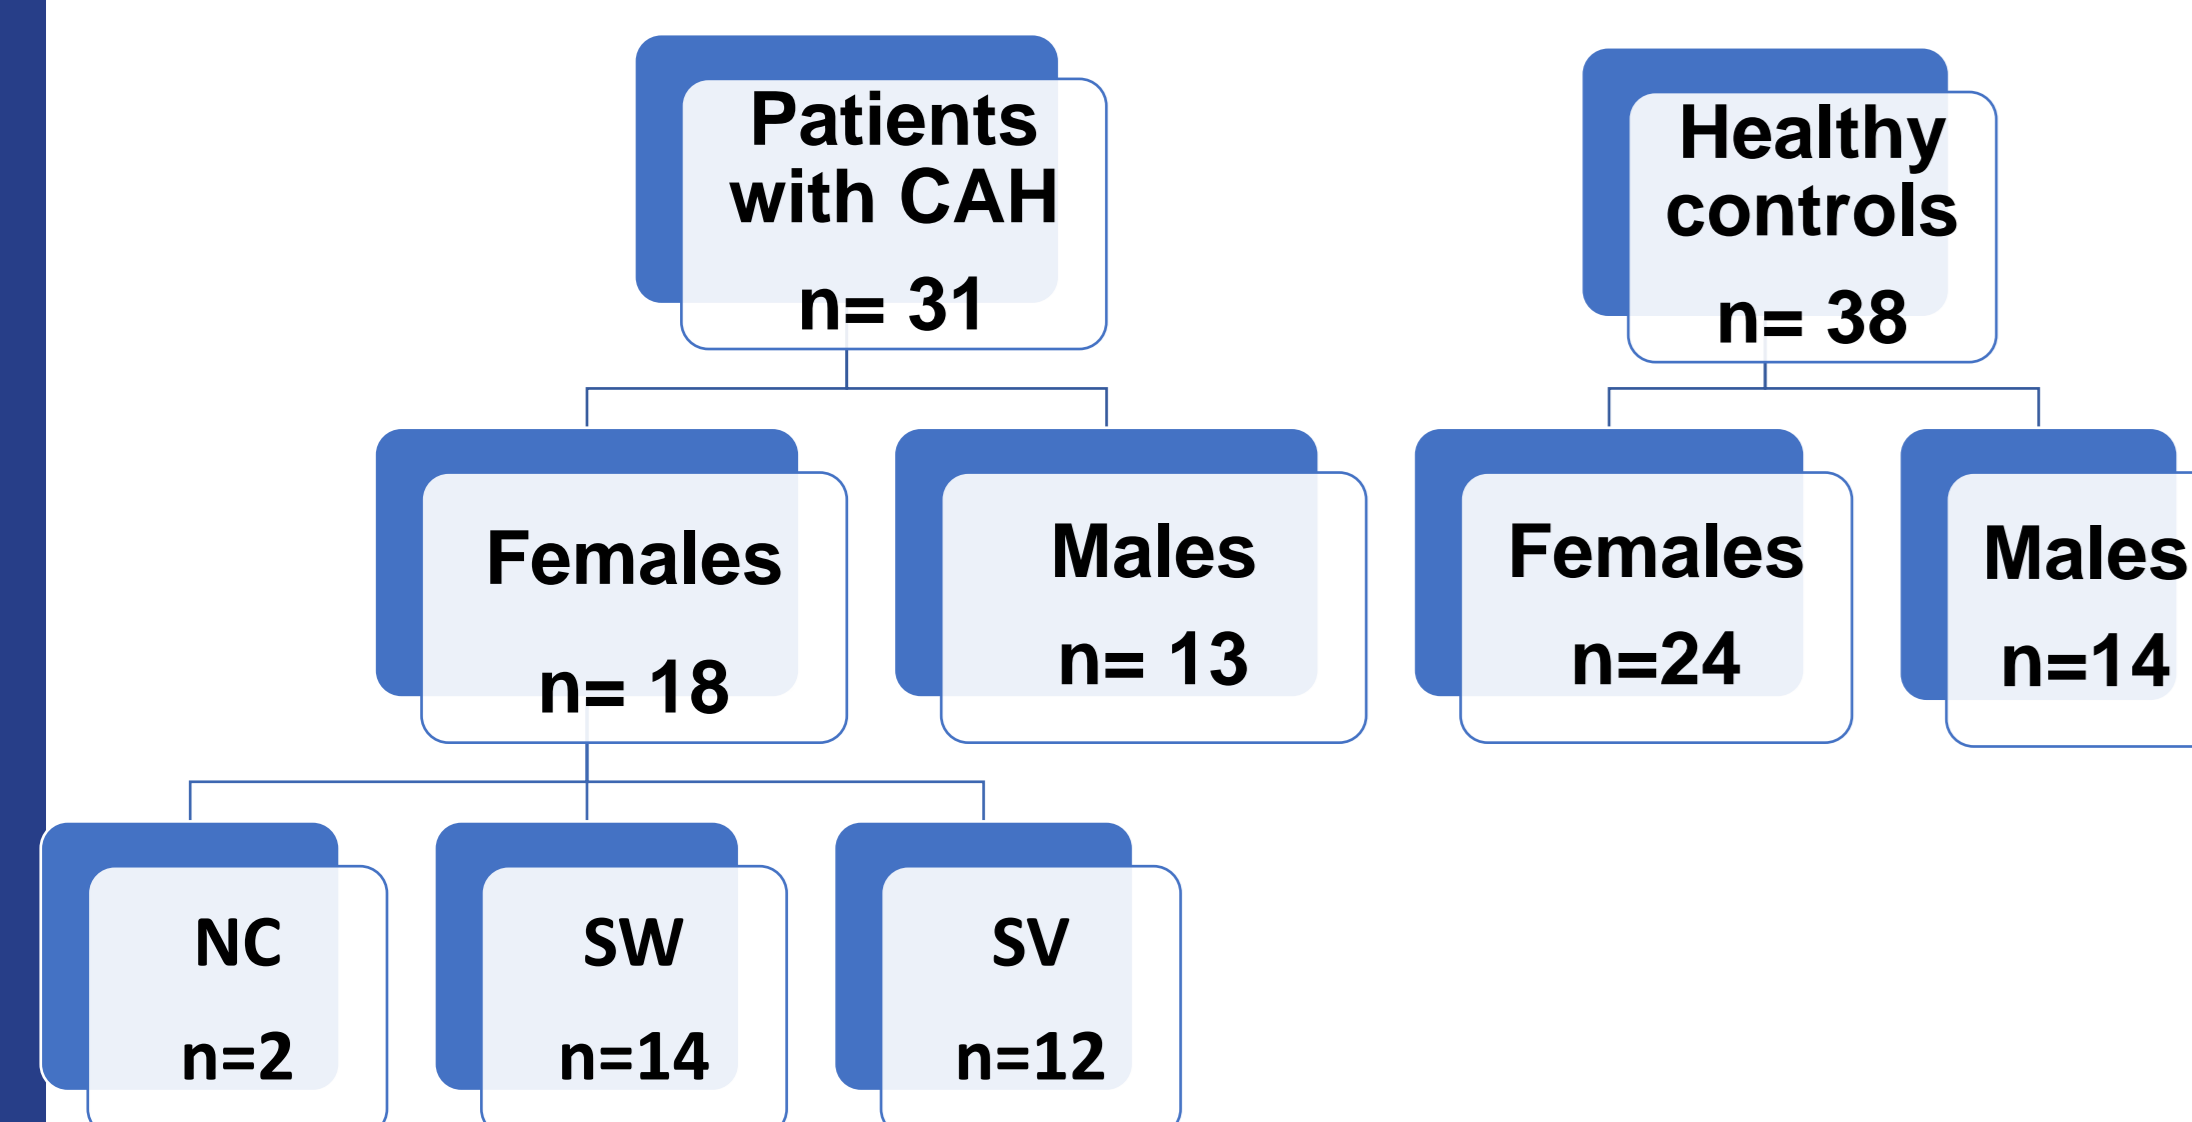 Patients
with CAH
n= 31
Healthy
controls
n= 38
Females
n= 18
Males
n= 13
Females
n=24
Males
n=14
NC
n=2
SW
n=14
SV
n=12